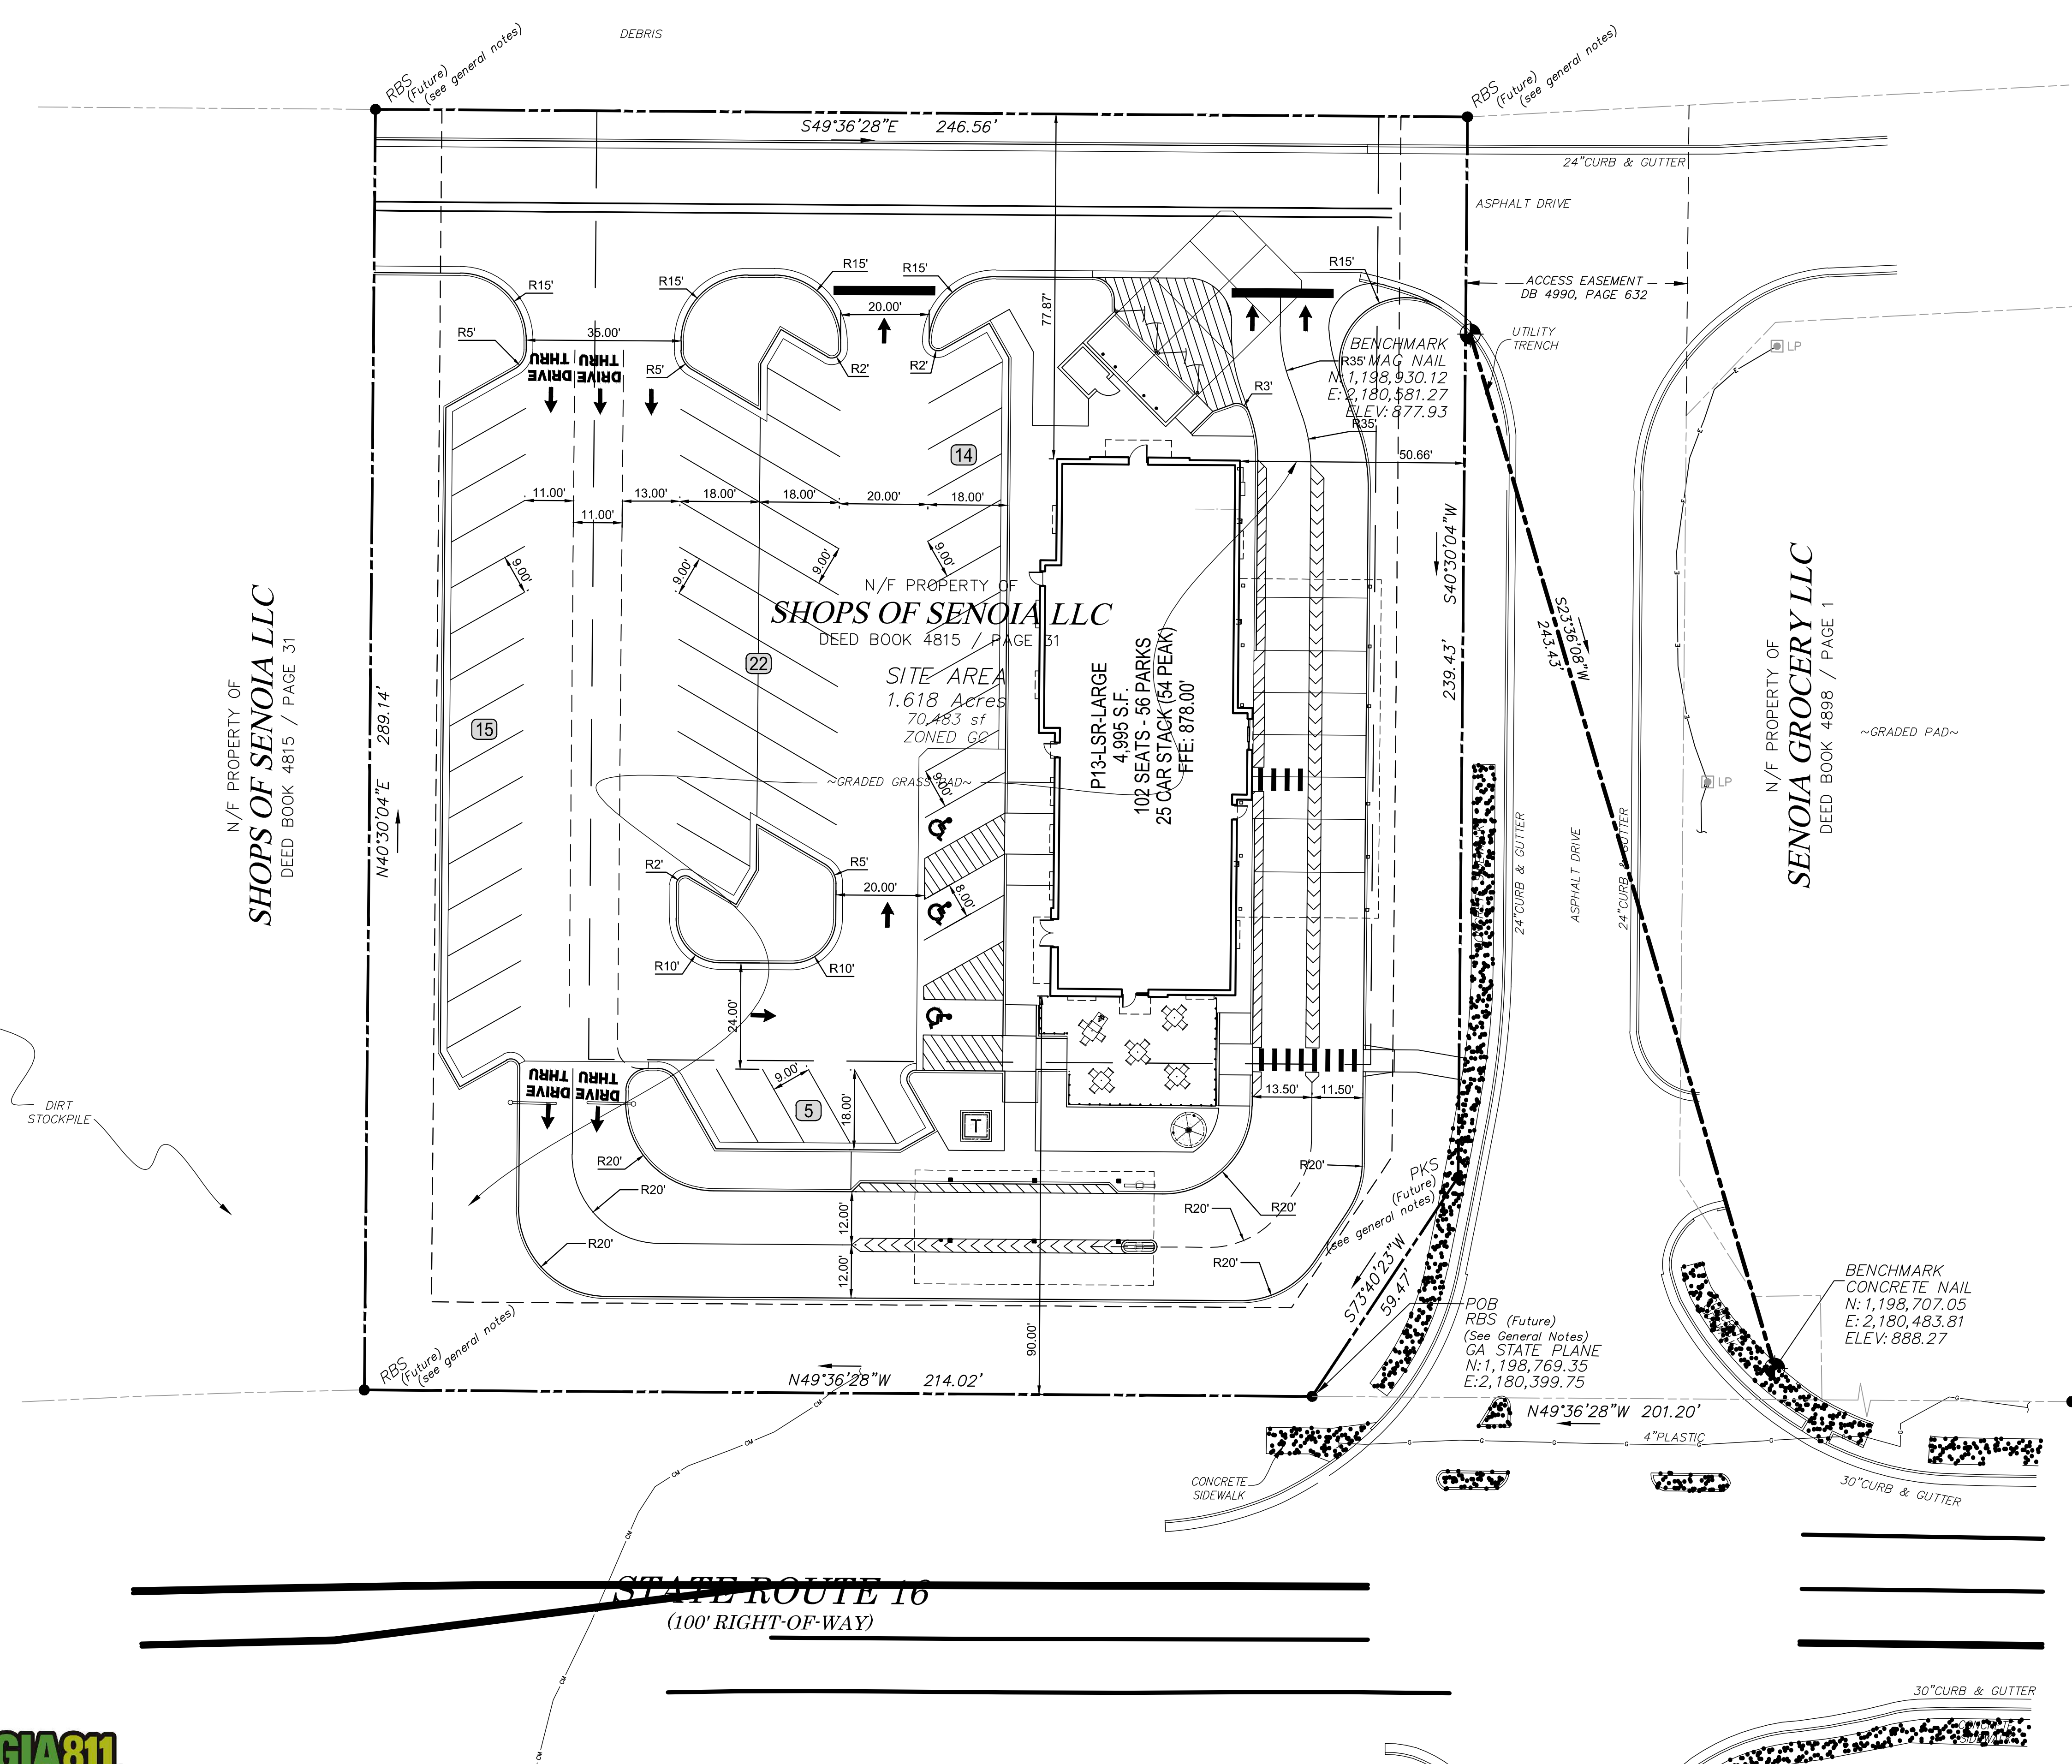 DEBRIS
RBS
(Future)
(see general notes)
RBS
(Future)
(see general notes)
S49°36'28"E 246.56'
24"CURB & GUTTER
ASPHALT DRIVE
ACCESS EASEMENT
DB 4990, PAGE 632
UTILITY
TRENCH
LP
R15'
R15'
R15'
R15'
R15'
20.00'
77.87'
R5'
35.00'
R5'
R2'
R2'
DRIVE
THRU
DRIVE
THRU
R3'
R35'
R35'
BENCHMARK
MAG NAIL
N: 1,198,930.12
E: 2,180,581.27
ELEV: 877.93
14
50.66'
11.00'
11.00'
13.00'
18.00'
18.00'
20.00'
18.00'
9.00'
9.00'
9.00'
9.00'
N/F PROPERTY OF
SHOPS OF SENOIA LLC
DEED BOOK 4815 / PAGE 31
SITE AREA
1.618 Acres
70,483 sf
ZONED GC
~GRADED GRASS PAD~
22
15
N/F PROPERTY OF
SHOPS OF SENOIA LLC
DEED BOOK 4815 / PAGE 31
N40°30'04"E 289.14'
P13-LSR-LARGE
4,995 S.F.
102 SEATS - 56 PARKS
25 CAR STACK (54 PEAK)
FFE: 878.00'
S40°30'04"W
239.43'
S23°36'08"W
243.43'
N/F PROPERTY OF
SENOIA GROCERY LLC
DEED BOOK 4898 / PAGE 1
~GRADED PAD~
LP
24"CURB & GUTTER
ASPHALT DRIVE
24"CURB & GUTTER
9.00'
8.00'
R2'
R5'
20.00'
R10'
R10'
24.00'
DRIVE
THRU
DRIVE
THRU
9.00'
5
18.00'
T
13.50'
11.50'
DIRT
STOCKPILE
R20'
R20'
R20'
R20'
R20'
R20'
R20'
12.00'
12.00'
90.00'
PKS
(Future)
(see general notes)
S73°40'23"W
59.47'
POB
RBS (Future)
(See General Notes)
GA STATE PLANE
N:1,198,769.35
E:2,180,399.75
BENCHMARK
CONCRETE NAIL
N: 1,198,707.05
E: 2,180,483.81
ELEV: 888.27
RBS
(Future)
(see general notes)
N49°36'28"W 214.02'
N49°36'28"W 201.20'
4"PLASTIC
CONCRETE
SIDEWALK
30"CURB & GUTTER
STATE ROUTE 16
(100' RIGHT-OF-WAY)
30"CURB & GUTTER
CONCRETE
SIDEWALK
GIA811